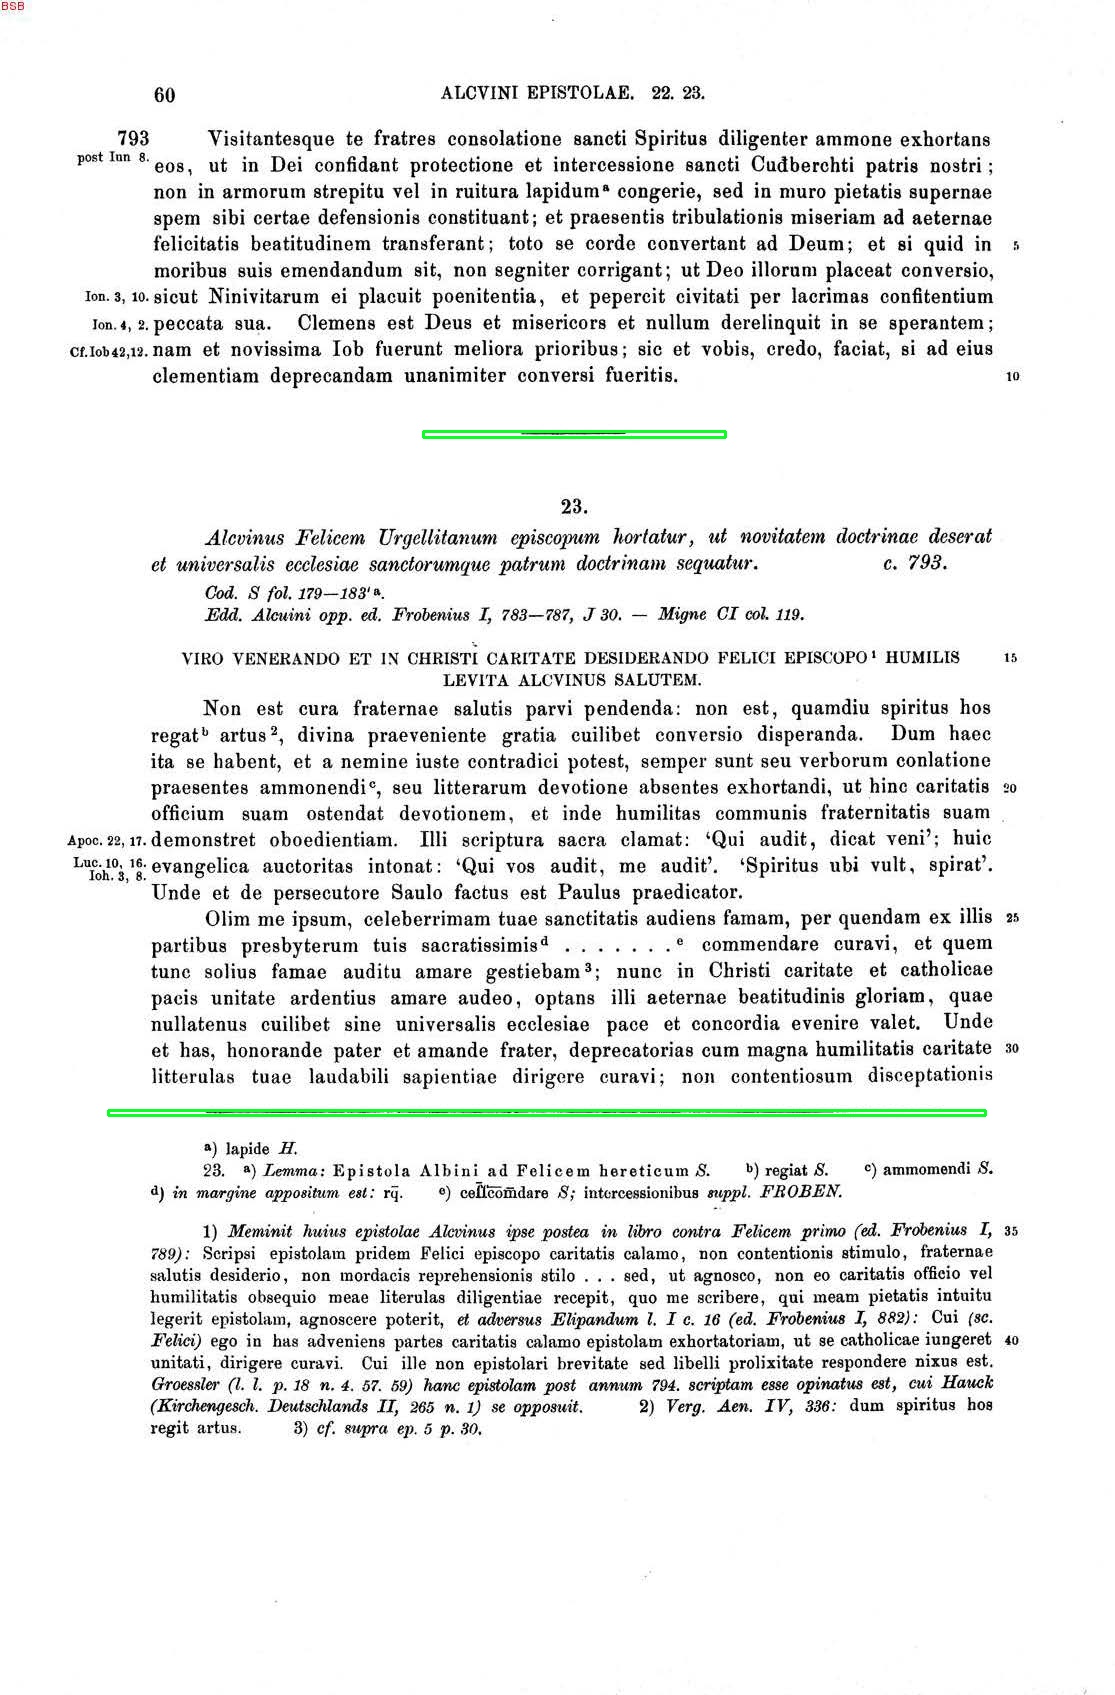 BSB
60 ALCVINI EPISTOLAE. 22. 23.
793 Visitantesque te fratres consolatione sancti Spiritus diligenter ammone exhortans
post Iun 8. eos, ut in Dei confidant protectione et intercessione sancti Cudberchti patris nostri;
non in armorum strepitu vel in ruitura lapidumᵃ congerie, sed in muro pietatis supernae
spem sibi certae defensionis constituant; et praesentis tribulationis miseriam ad aeternae
felicitatis beatitudinem transferant; toto se corde convertant ad Deum; et si quid in 5
moribus suis emendandum sit, non segniter corrigant; ut Deo illorum placeat conversio,
Ion. 3, 10. sicut Ninivitarum ei placuit poenitentia, et pepercit civitati per lacrimas confitentium
Ion. 4, 2. peccata sua. Clemens est Deus et misericors et nullum derelinquit in se sperantem;
Cf. Iob 42,12. nam et novissima Iob fuerunt meliora prioribus; sic et vobis, credo, faciat, si ad eius
clementiam deprecandam unanimiter conversi fueritis. 10
23.
Alcvinus Felicem Urgellitanum episcopum hortatur, ut novitatem doctrinae deserat
et universalis ecclesiae sanctorumque patrum doctrinam sequatur. c. 793.
Cod. S fol. 179—183'ᵃ.
Edd. Alcuini opp. ed. Frobenius I, 783—787, J 30. — Migne CI col. 119.
VIRO VENERANDO ET IN CHRISTI CARITATE DESIDERANDO FELICI EPISCOPO¹ HUMILIS 15
LEVITA ALCVINUS SALUTEM.
Non est cura fraternae salutis parvi pendenda: non est, quamdiu spiritus hos
regatᵇ artus², divina praeveniente gratia cuilibet conversio disperanda. Dum haec
ita se habent, et a nemine iuste contradici potest, semper sunt seu verborum conlatione
praesentes ammonendiᶜ, seu litterarum devotione absentes exhortandi, ut hinc caritatis 20
officium suam ostendat devotionem, et inde humilitas communis fraternitatis suam
Apoc. 22, 17. demonstret oboedientiam. Illi scriptura sacra clamat: ‘Qui audit, dicat veni’; huic
Luc. 10, 16. evangelica auctoritas intonat: ‘Qui vos audit, me audit’. ‘Spiritus ubi vult, spirat’.
Ioh. 3, 8.
Unde et de persecutore Saulo factus est Paulus praedicator.
Olim me ipsum, celeberrimam tuae sanctitatis audiens famam, per quendam ex illis 25
partibus presbyterum tuis sacratissimisᵈ . . . . . . . ᵉ commendare curavi, et quem
tunc solius famae auditu amare gestiebam³; nunc in Christi caritate et catholicae
pacis unitate ardentius amare audeo, optans illi aeternae beatitudinis gloriam, quae
nullatenus cuilibet sine universalis ecclesiae pace et concordia evenire valet. Unde
et has, honorande pater et amande frater, deprecatorias cum magna humilitatis caritate 30
litterulas tuae laudabili sapientiae dirigere curavi; non contentiosum disceptationis
a) lapide H.
23. a) Lemma: Epistola Albini ad Felicem hereticum S. b) regiat S. c) ammomendi S.
d) in margine appositum est: rq̄. e) S; intercessionibus suppl. FROBEN.
1) Meminit huius epistolae Alcvinus ipse postea in libro contra Felicem primo (ed. Frobenius I, 35
789): Scripsi epistolam pridem Felici episcopo caritatis calamo, non contentionis stimulo, fraternae
salutis desiderio, non mordacis reprehensionis stilo . . . sed, ut agnosco, non eo caritatis officio vel
humilitatis obsequio meae literulas diligentiae recepit, quo me scribere, qui meam pietatis intuitu
legerit epistolam, agnoscere poterit, et adversus Elipandum l. I c. 16 (ed. Frobenius I, 882): Cui (sc.
Felici) ego in has adveniens partes caritatis calamo epistolam exhortatoriam, ut se catholicae iungeret 40
unitati, dirigere curavi. Cui ille non epistolari brevitate sed libelli prolixitate respondere nixus est.
Groessler (l. l. p. 18 n. 4. 57. 59) hanc epistolam post annum 794. scriptam esse opinatus est, cui Hauck
(Kirchengesch. Deutschlands II, 265 n. 1) se opposuit. 2) Verg. Aen. IV, 336: dum spiritus hos
regit artus. 3) cf. supra ep. 5 p. 30.